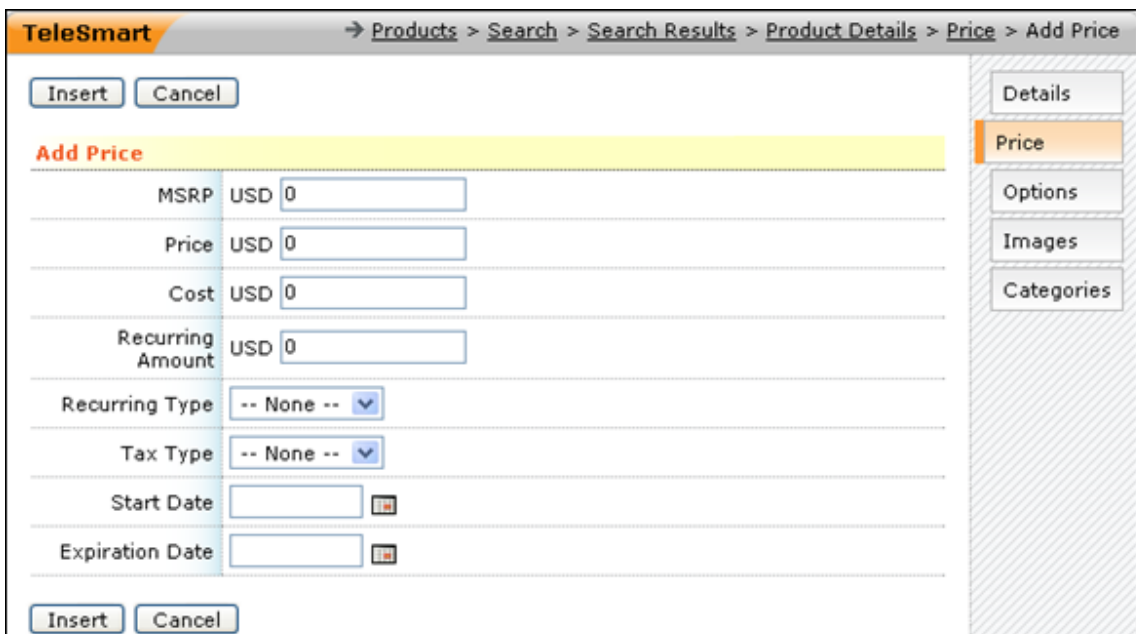 TeleSmart → Products > Search > Search Results > Product Details > Price > Add Price
Insert Cancel
Add Price
MSRP USD 0
Price USD 0
Cost USD 0
Recurring
Amount USD 0
Recurring Type -- None --
Tax Type -- None --
Start Date
Expiration Date
Insert Cancel
Details
Price
Options
Images
Categories